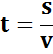 t = s/v